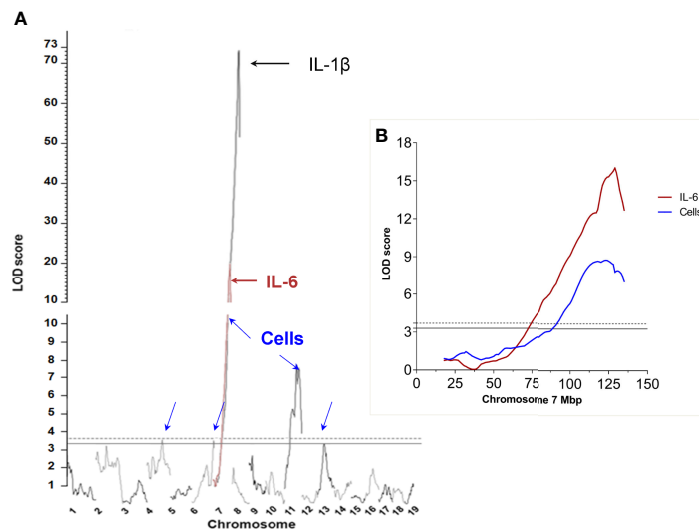 A
73
70
60
50
40
30
20
10
LOD score
IL-1β
IL-6
10
9
8
7
6
5
4
3
2
1
Cells
1 2 3 4 5 6 7 8 9 10 11 12 13 14 15 16 17 18 19
Chromosome
B
18
15
12
9
6
3
0
LOD score
0 25 50 75 100 125 150
Chromosome 7 Mbp
IL-6
Cells